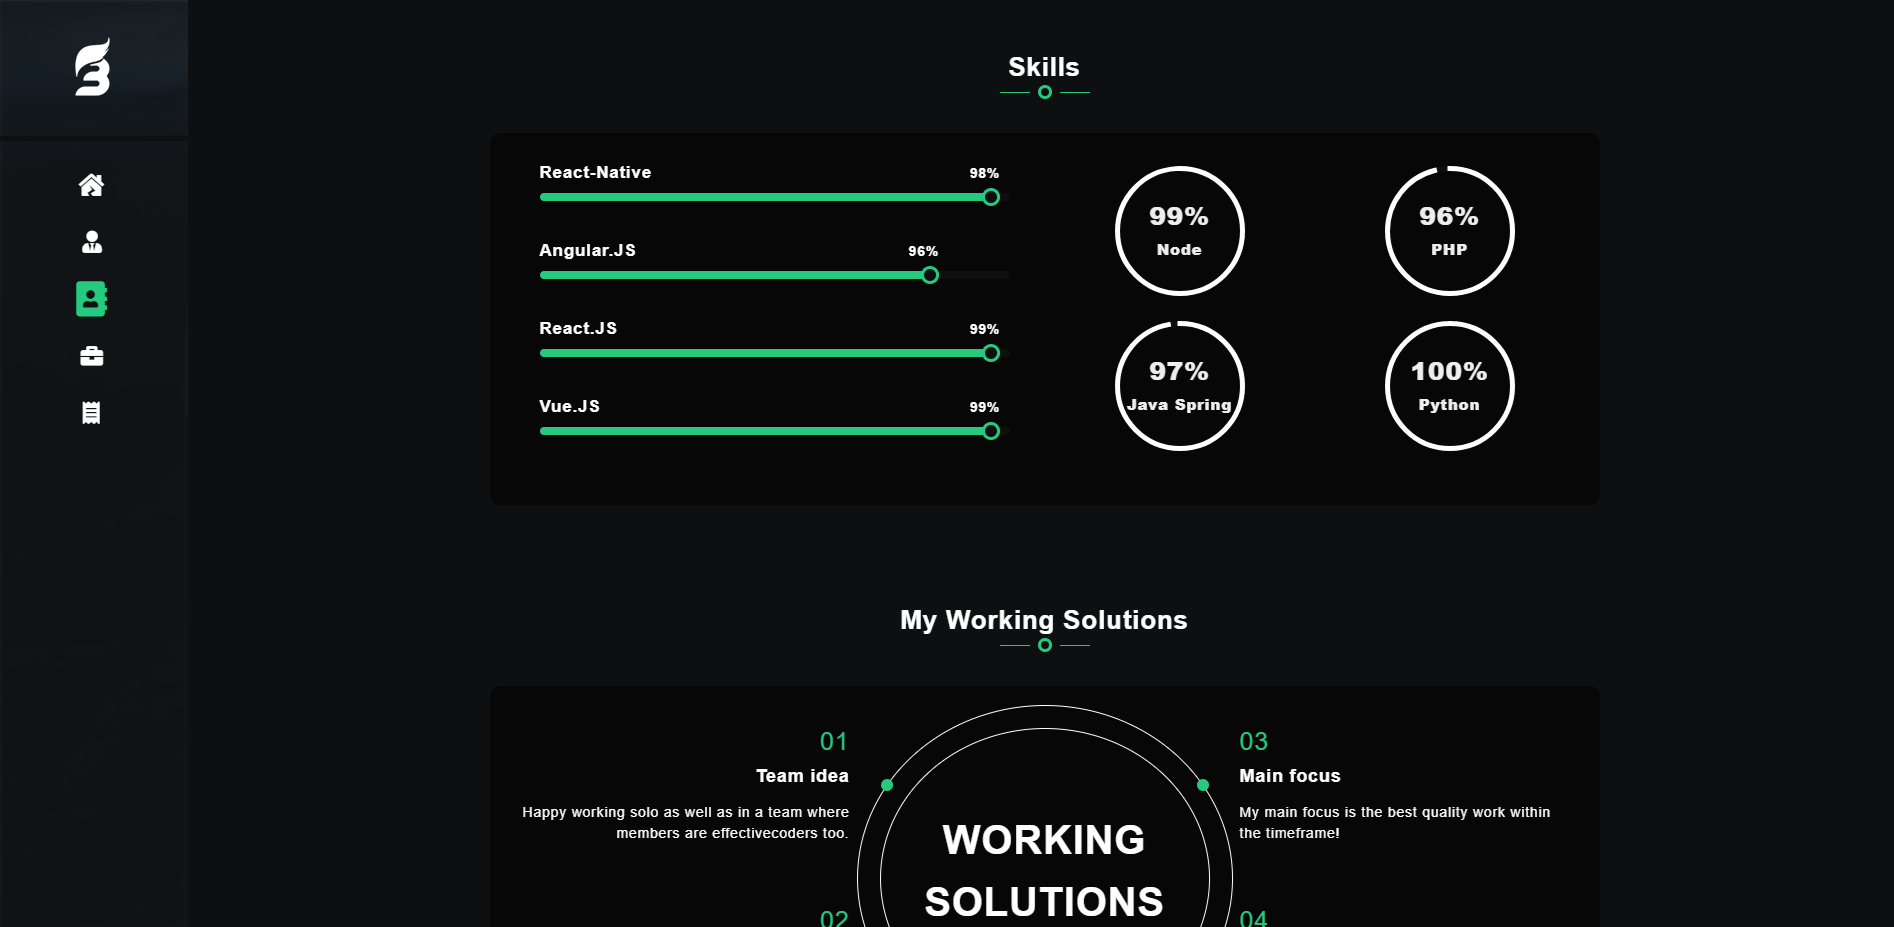 Skills
React-Native 98%
Angular.JS 96%
React.JS 99%
Vue.JS 99%
99%
Node
96%
PHP
97%
Java Spring
100%
Python
My Working Solutions
01
Team idea
Happy working solo as well as in a team where
members are effectivecoders too.
02
WORKING
SOLUTIONS
03
Main focus
My main focus is the best quality work within
the timeframe!
04